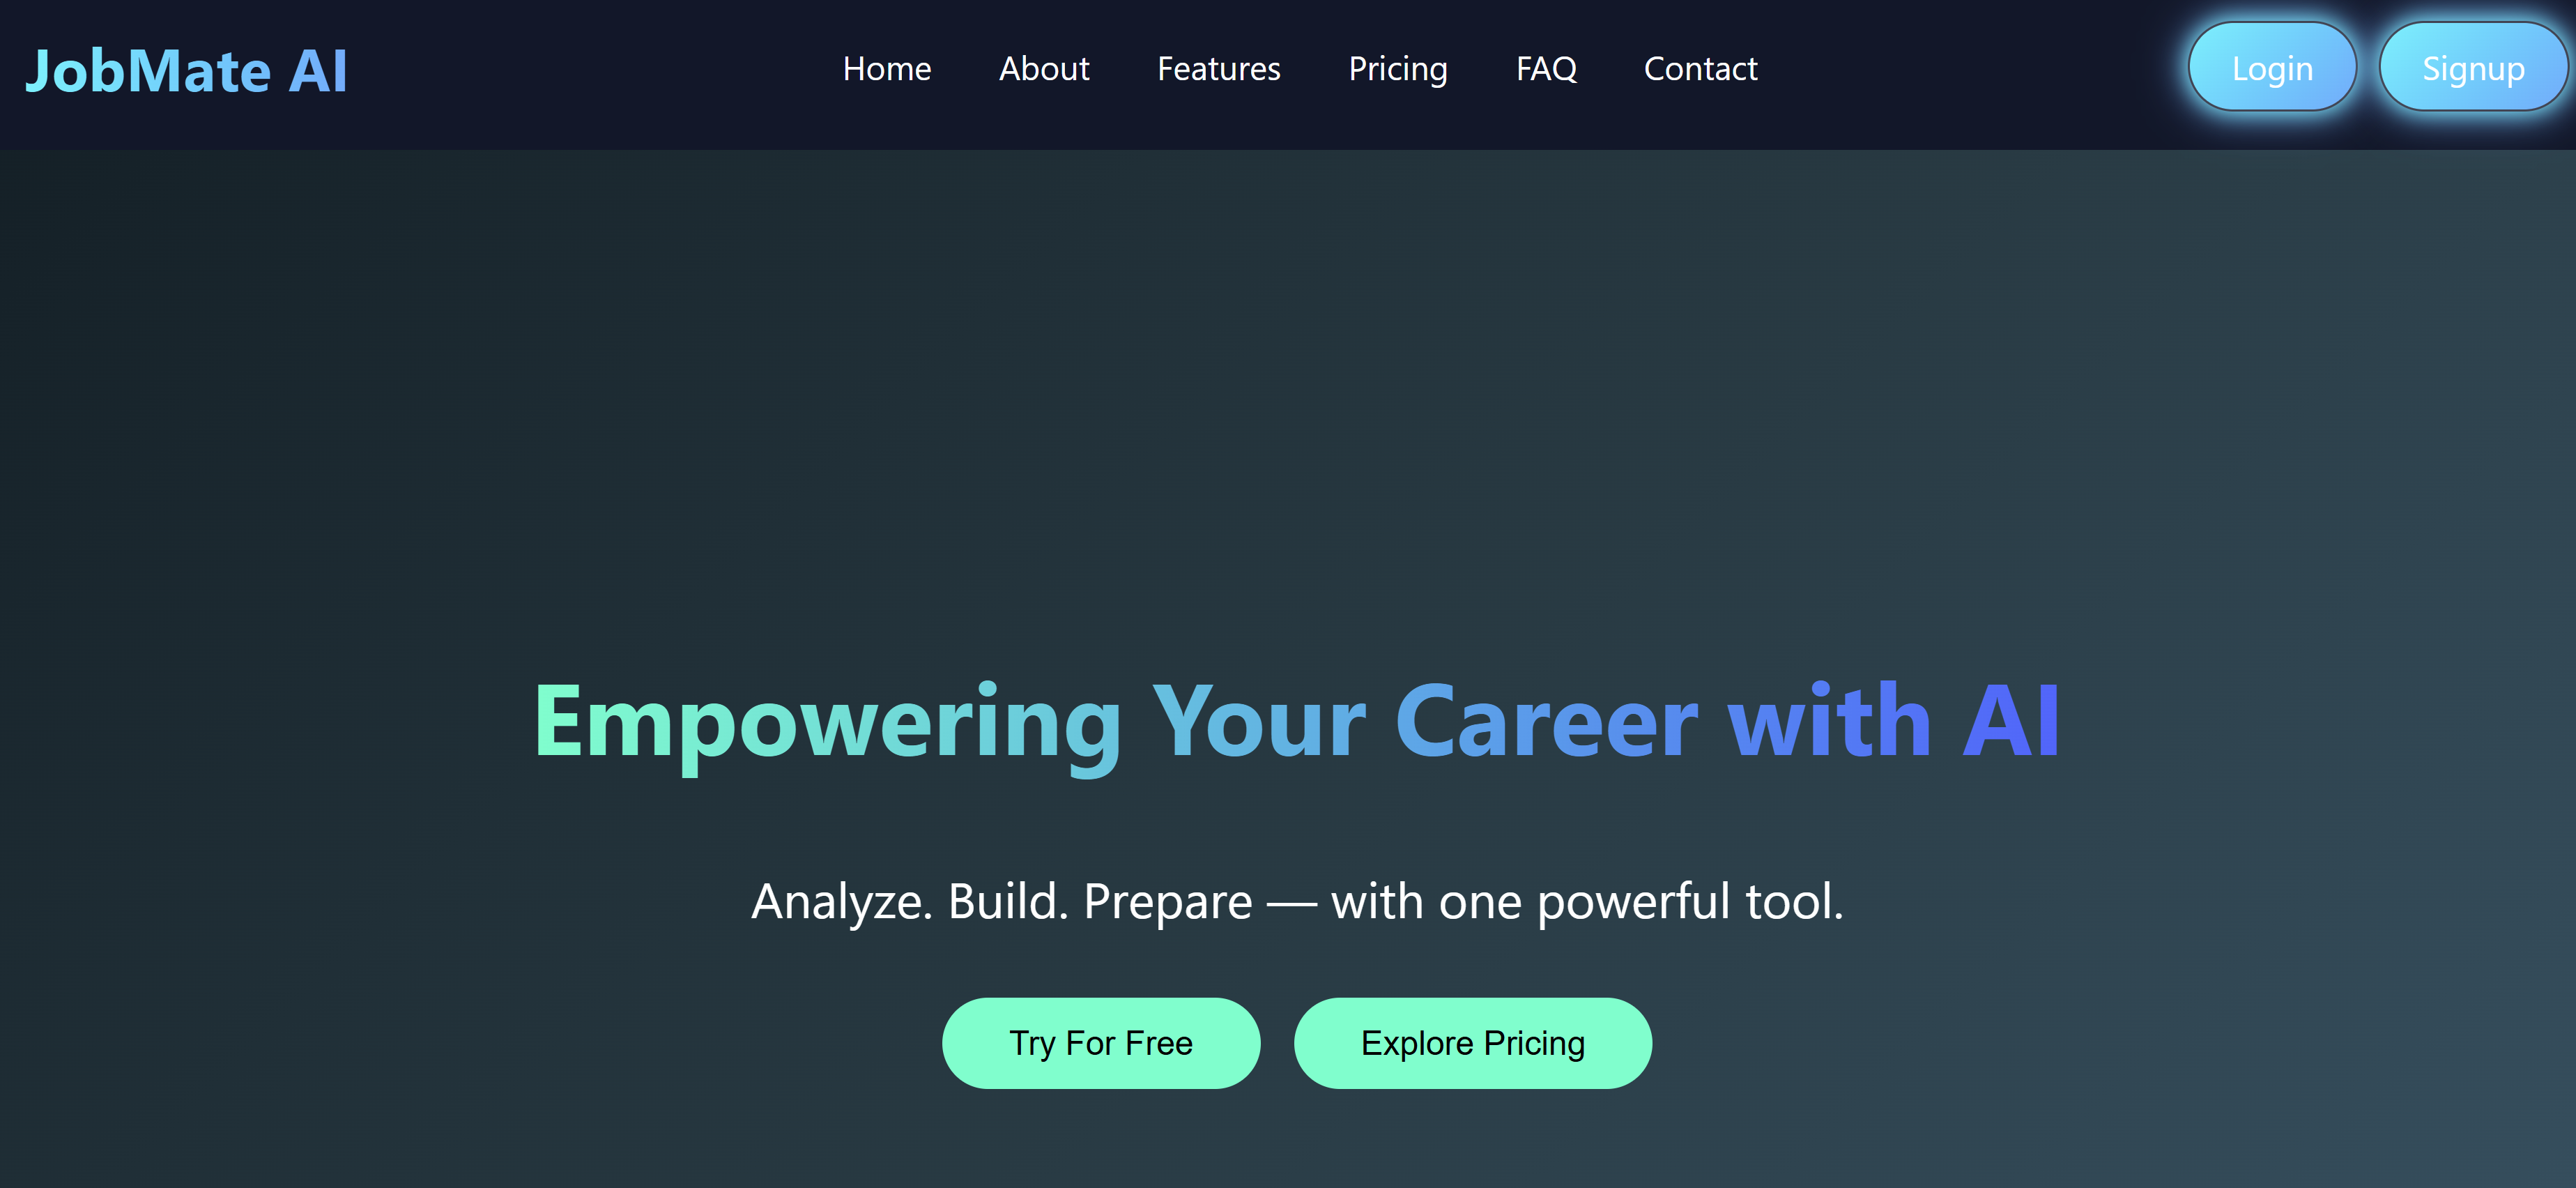 JobMate AI Home About Features Pricing FAQ Contact Login Signup
Empowering Your Career with AI
Analyze. Build. Prepare — with one powerful tool.
Try For Free Explore Pricing